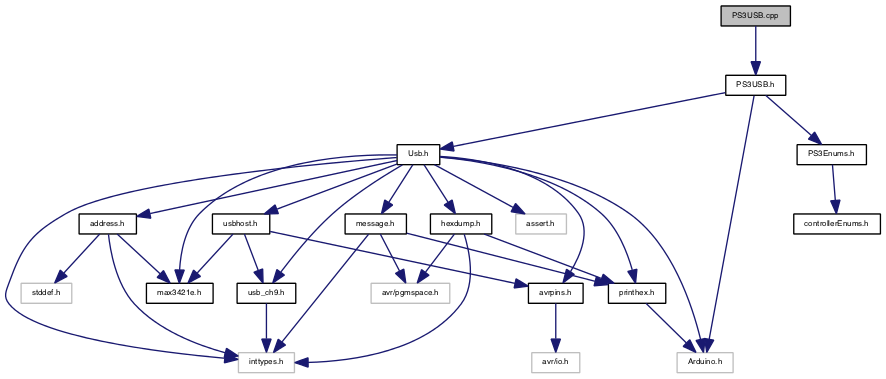 PS3USB.cpp
PS3USB.h
Usb.h
PS3Enums.h
address.h
usbhost.h
message.h
hexdump.h
assert.h
controllerEnums.h
stddef.h
max3421e.h
usb_ch9.h
avr/pgmspace.h
avrpins.h
printhex.h
inttypes.h
avr/io.h
Arduino.h